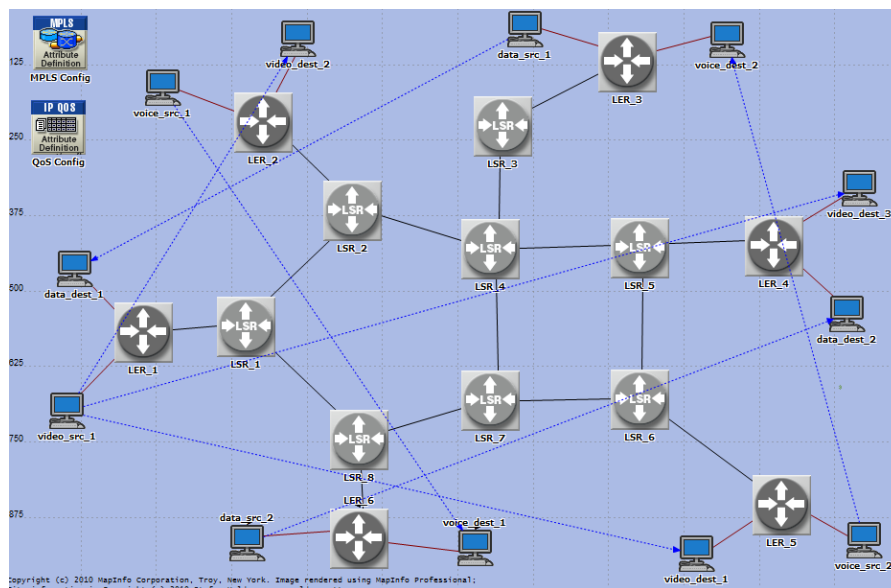 MPLS
Attribute
Definition
MPLS Config
IP QOS
Attribute
Definition
QoS Config
125
250
375
500
625
750
875
video_dest_2
voice_src_1
LER_2
data_src_1
LER_3
voice_dest_2
LSR
LSR_3
LSR
LSR_2
video_dest_3
LSR
LSR_4
LSR
LSR_5
LER_4
data_dest_1
LSR
LSR_1
LER_1
data_dest_2
video_src_1
LSR
LSR_8
LSR
LSR_7
LSR
LSR_6
LER_6
data_src_2
voice_dest_1
LER_5
video_dest_1
voice_src_2
Copyright (c) 2010 MapInfo Corporation, Troy, New York. Image rendered using MapInfo Professional;